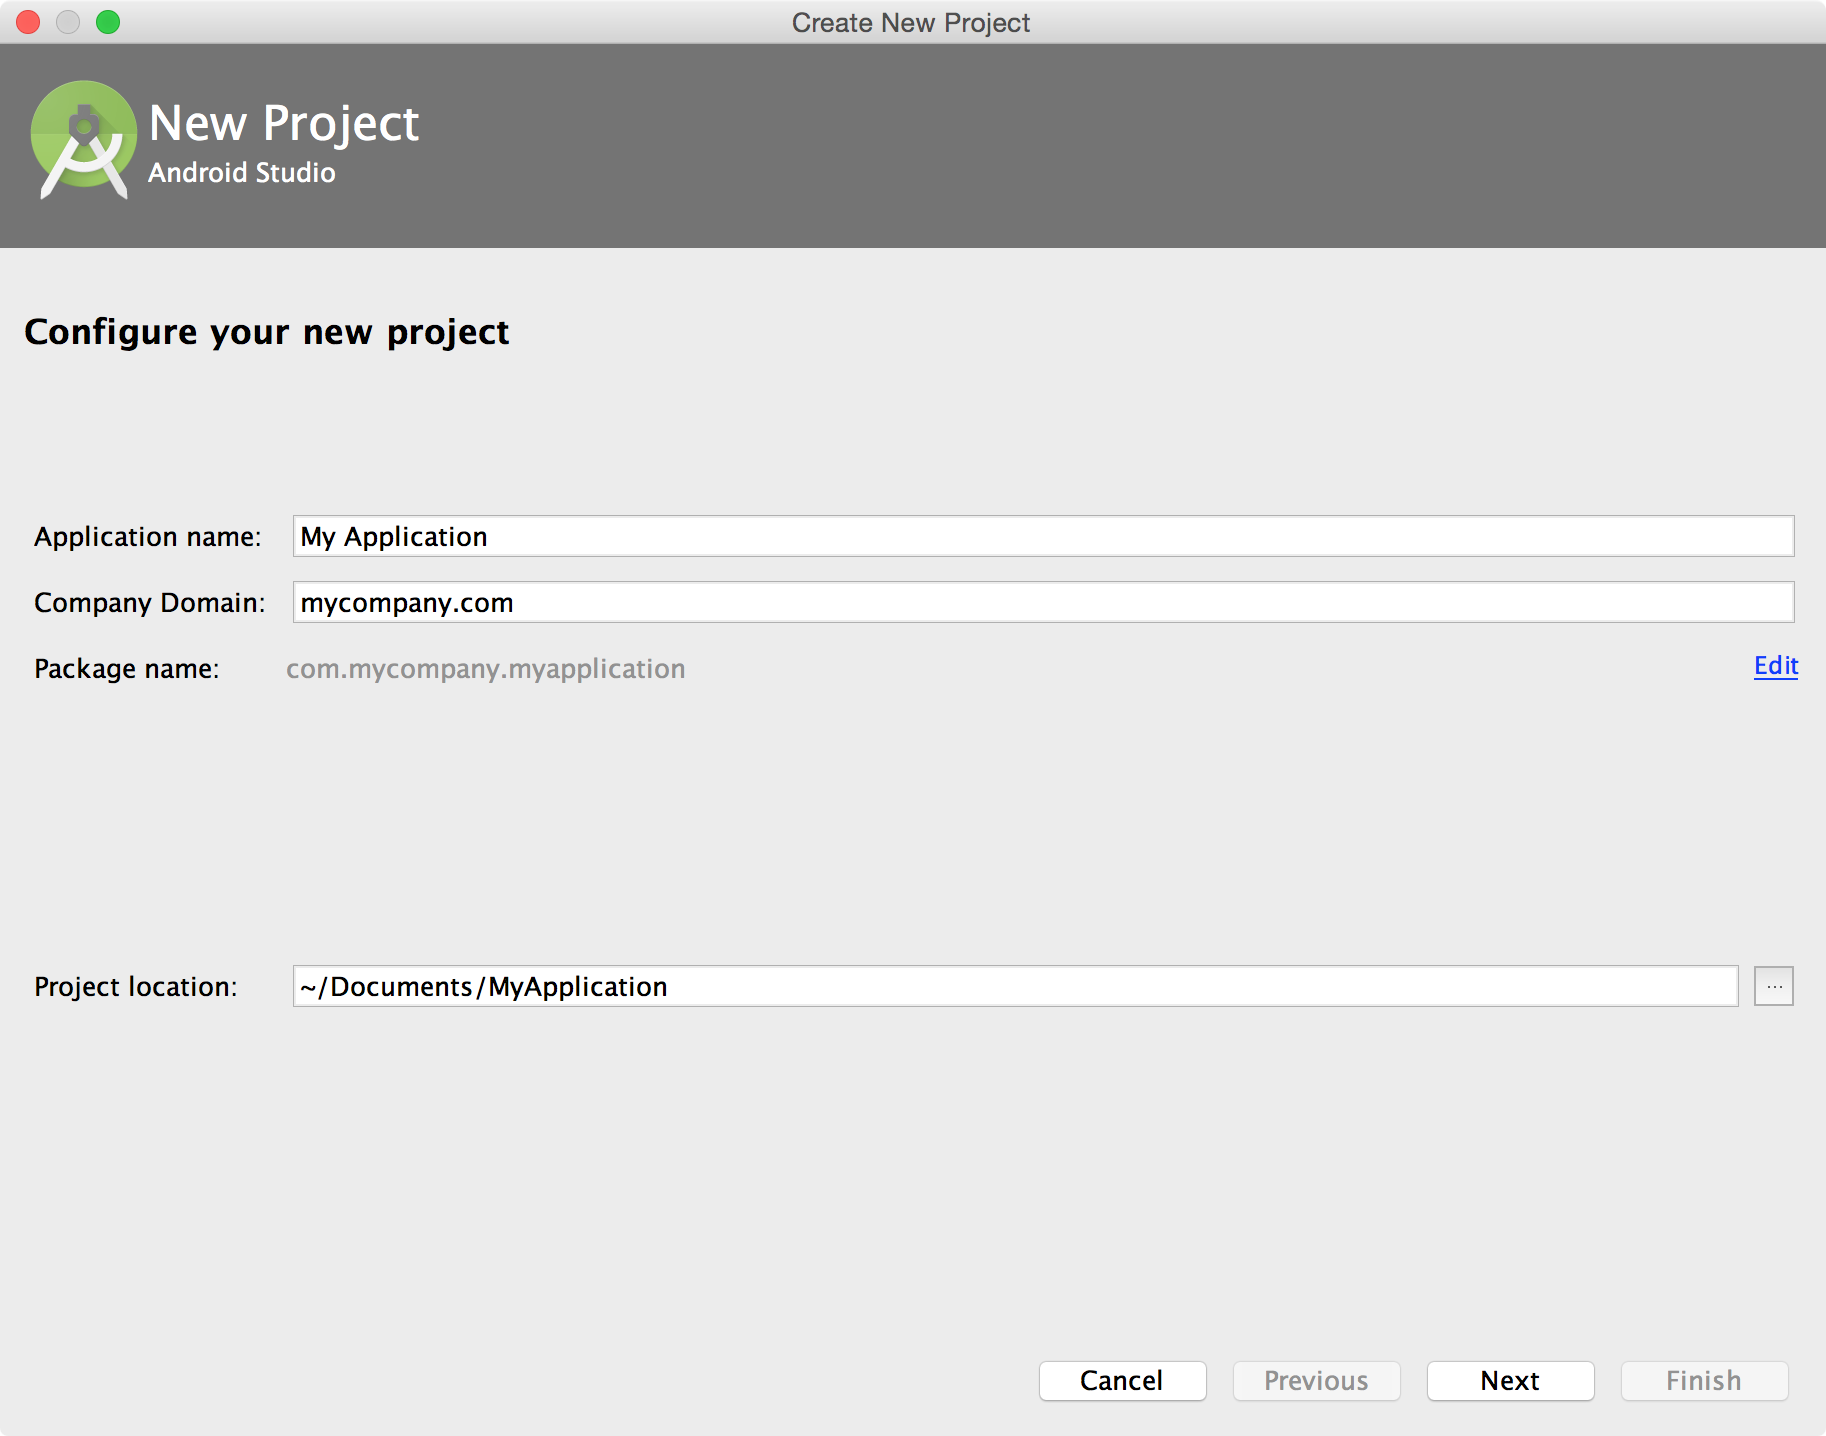 Create New Project
New Project
Android Studio
Configure your new project
Application name: My Application
Company Domain: mycompany.com
Package name: com.mycompany.myapplication Edit
Project location: ~/Documents/MyApplication ...
Cancel Previous Next Finish